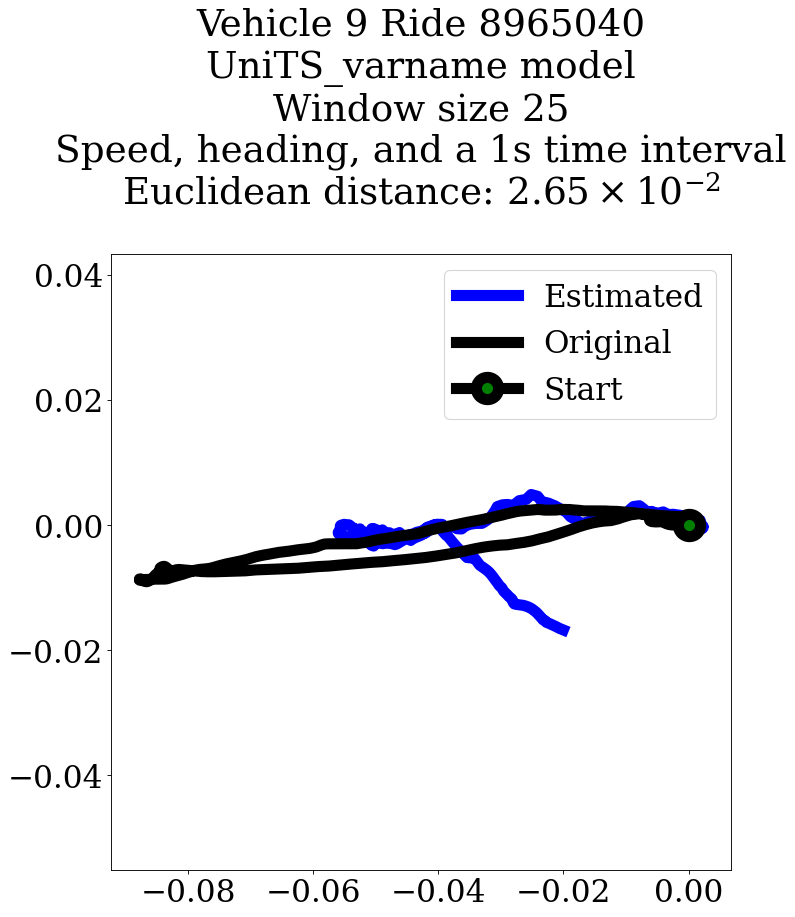 Vehicle 9 Ride 8965040
UniTS_varname model
Window size 25
Speed, heading, and a 1s time interval
Euclidean distance: 2.65 × 10⁻²
Estimated
Original
Start
0.04
0.02
0.00
−0.02
−0.04
−0.08 −0.06 −0.04 −0.02 0.00